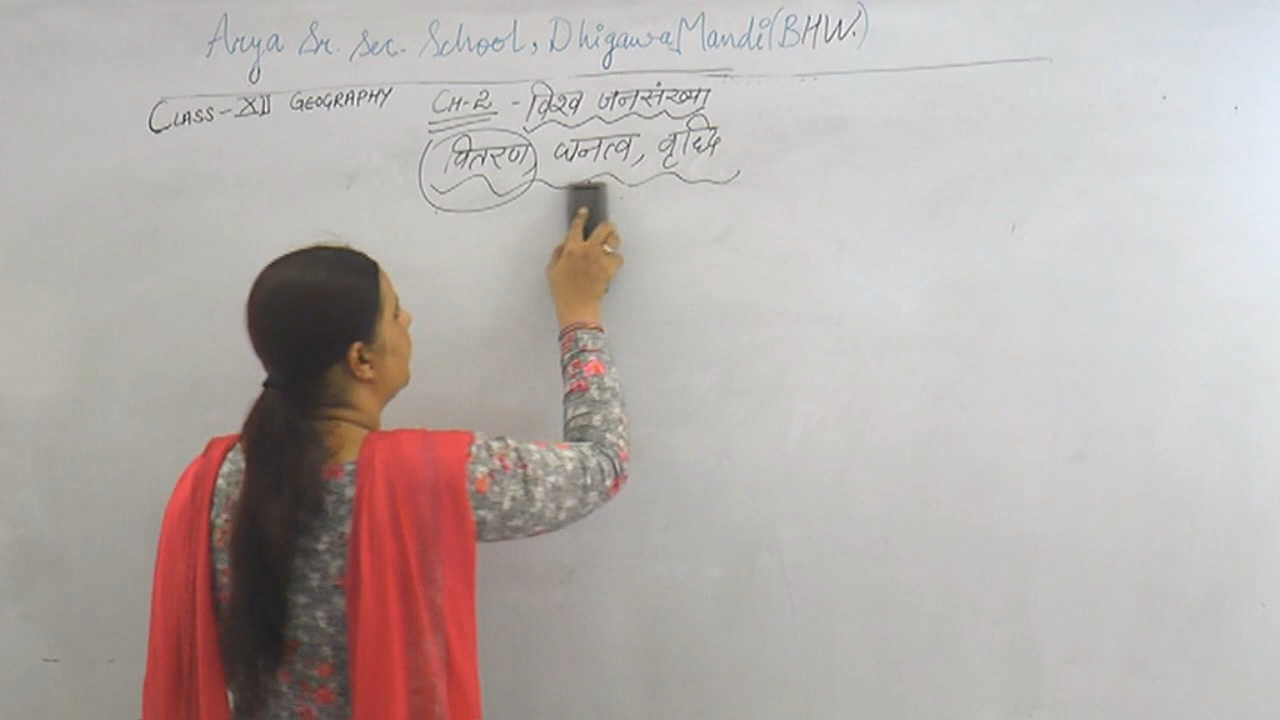 Arya Sr. Sec. School, Dhigawa Mandi (BHW.)
CLASS-XII GEOGRAPHY CH-2 - विश्व जनसंख्या
वितरण घनत्व, वृद्धि